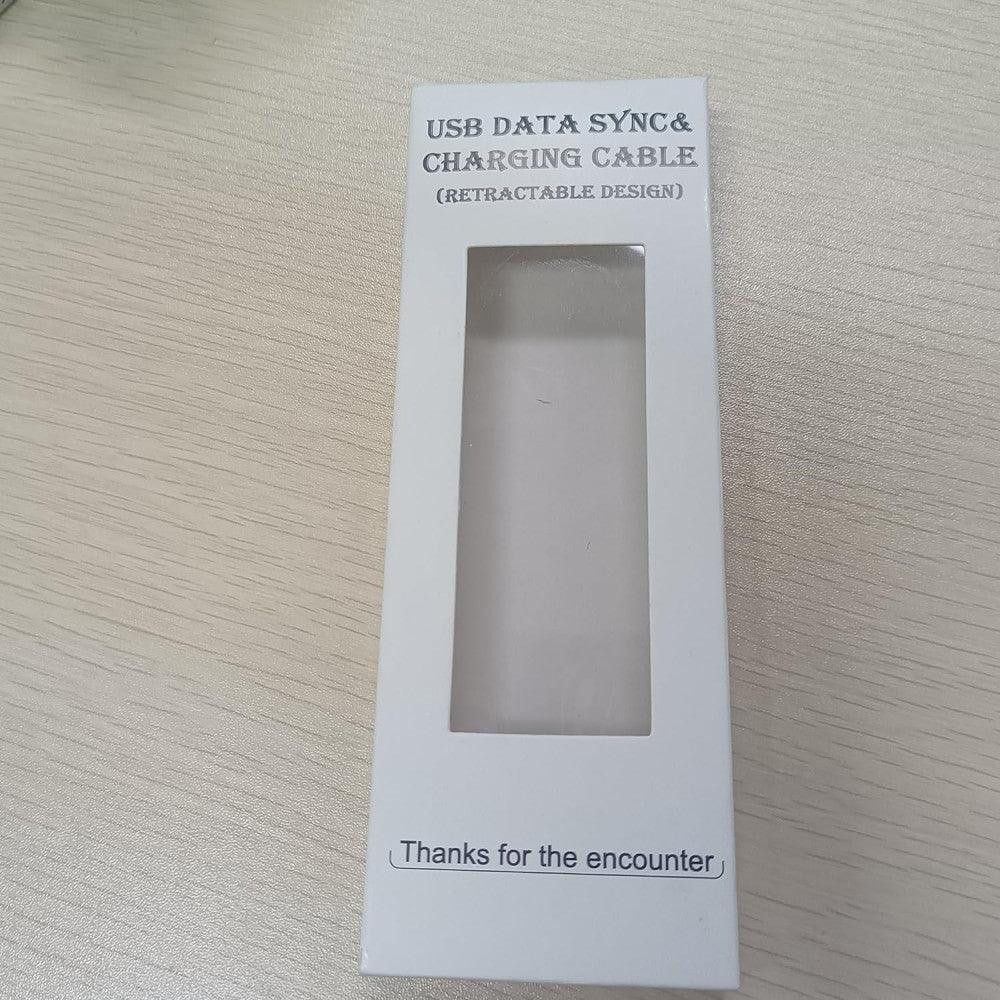 USB DATA SYNC&
CHARGING CABLE
(RETRACTABLE DESIGN)
Thanks for the encounter